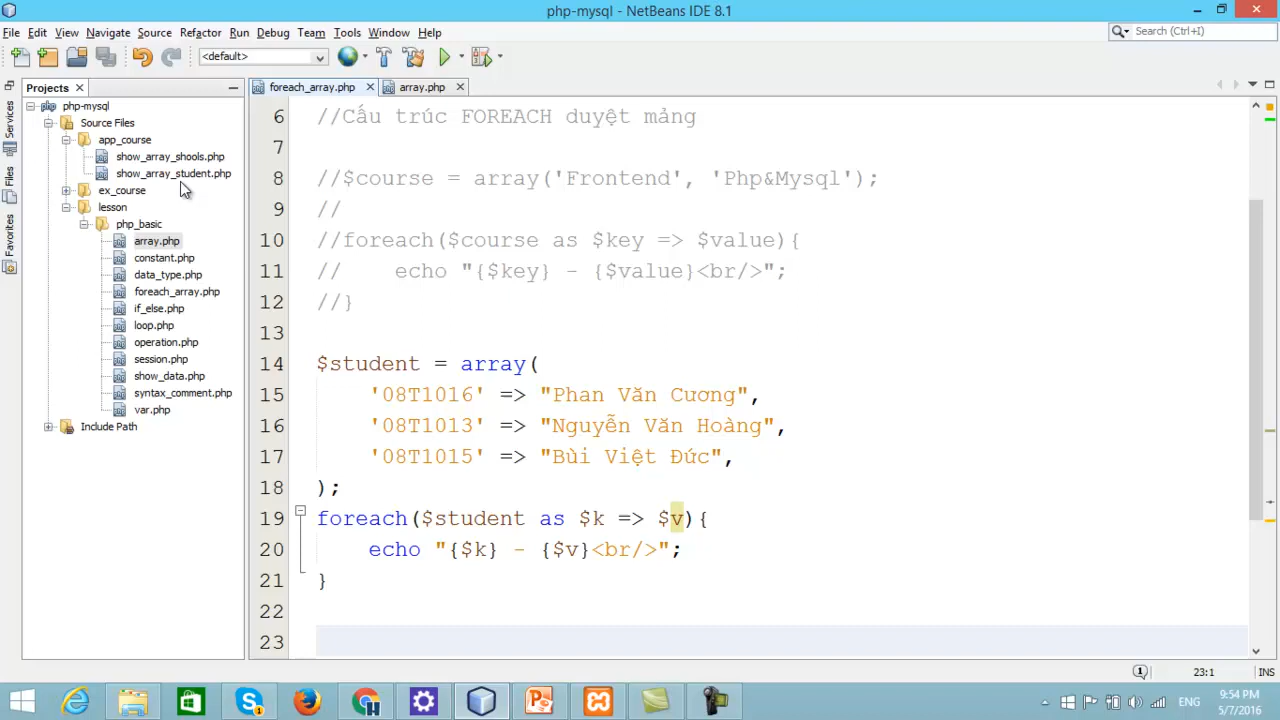 php-mysql - NetBeans IDE 8.1
File Edit View Navigate Source Refactor Run Debug Team Tools Window Help
Search (Ctrl+I)
<default>
Projects
foreach_array.php
array.php
Services
Files
Favorites
php-mysql
Source Files
app_course
show_array_shools.php
show_array_student.php
ex_course
lesson
php_basic
array.php
constant.php
data_type.php
foreach_array.php
if_else.php
loop.php
operation.php
session.php
show_data.php
syntax_comment.php
var.php
Include Path
6 //Cấu trúc FOREACH duyệt mảng
7
8 //$course = array('Frontend', 'Php&Mysql');
9 //
10 //foreach($course as $key => $value){
11 //    echo "{$key} - {$value}<br/>";
12 //}
13
14 $student = array(
15     '08T1016' => "Phan Văn Cương",
16     '08T1013' => "Nguyễn Văn Hoàng",
17     '08T1015' => "Bùi Việt Đức",
18 );
19 foreach($student as $k => $v){
20     echo "{$k} - {$v}<br/>";
21 }
22
23
1
23:1
INS
ENG
9:54 PM
5/7/2016